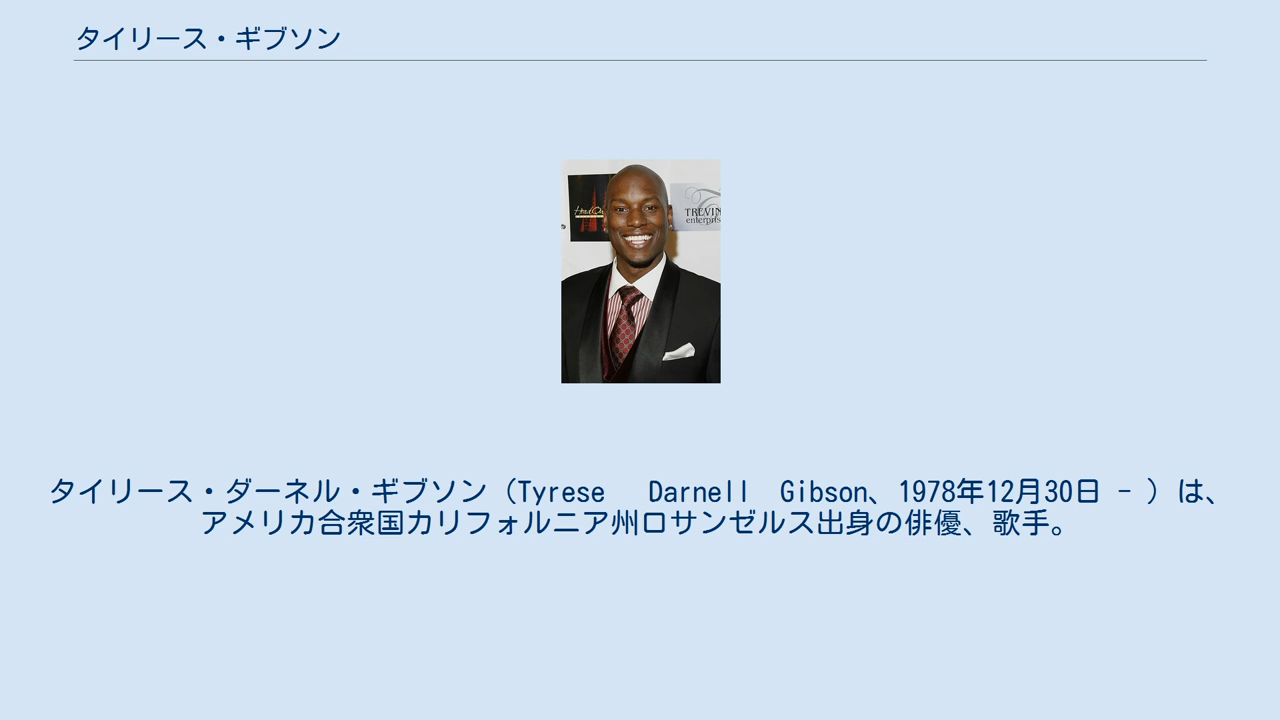 タイリース・ギブソン
TREVIN
enterpris
タイリース・ダーネル・ギブソン（Tyrese　Darnell　Gibson、1978年12月30日 - ）は、
アメリカ合衆国カリフォルニア州ロサンゼルス出身の俳優、歌手。